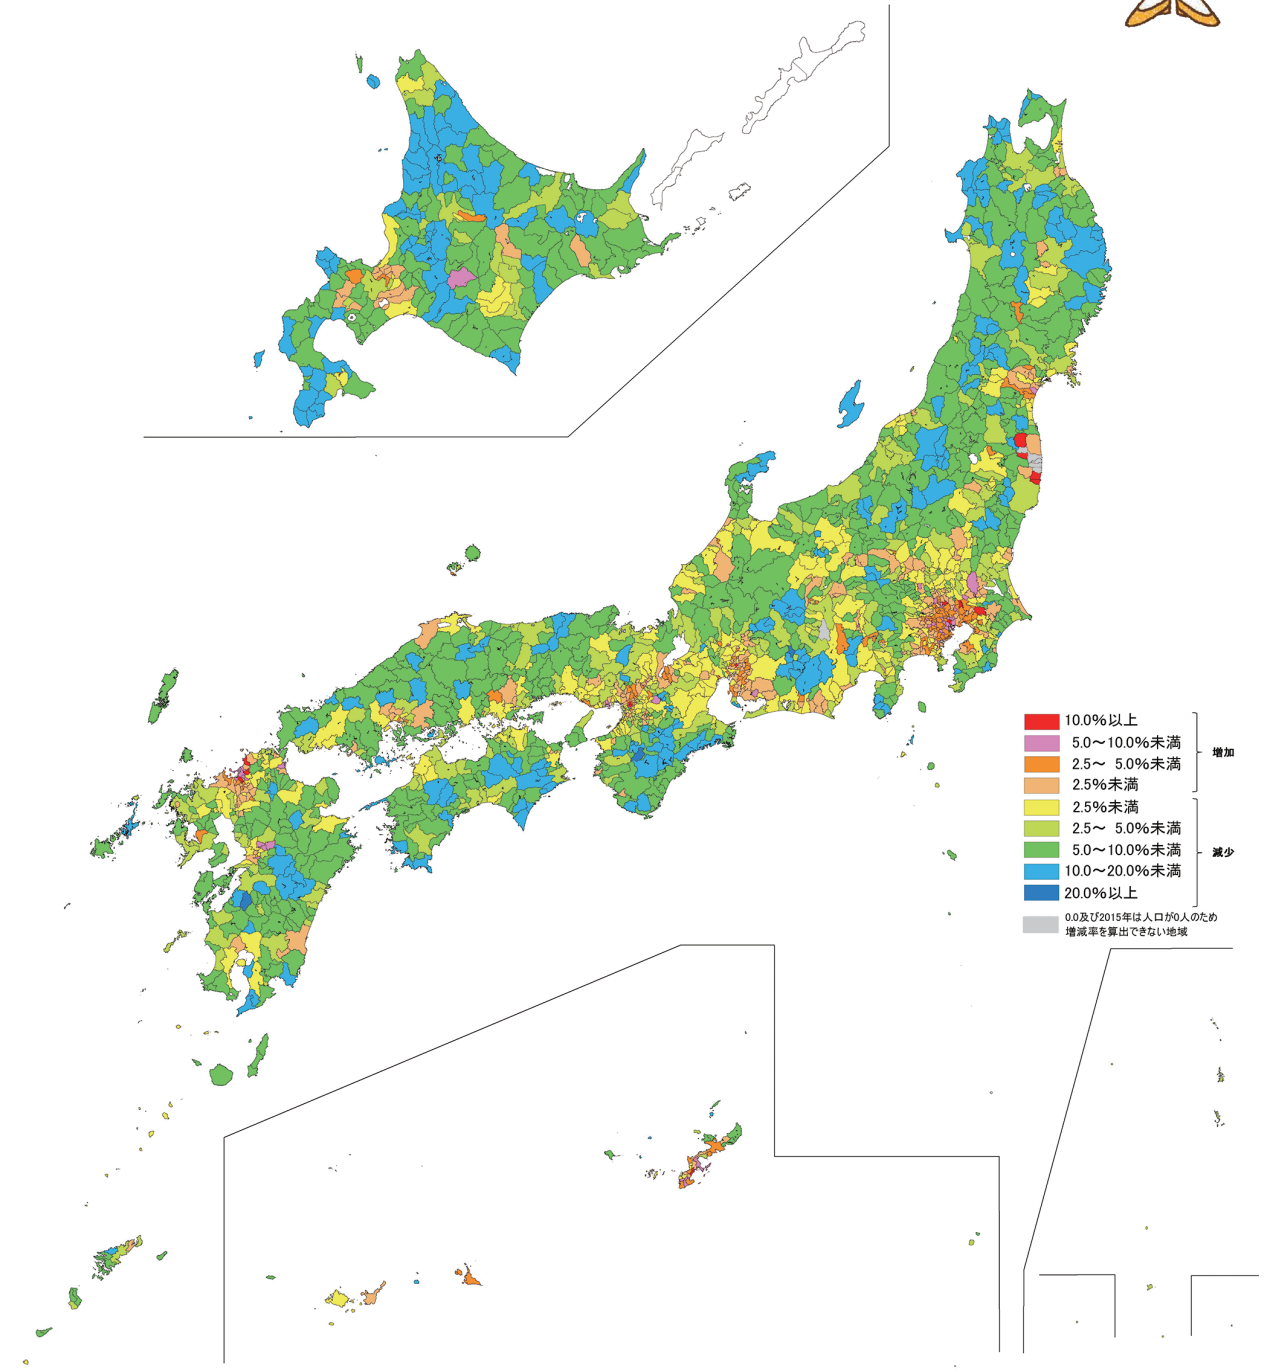 10.0%以上
5.0～10.0%未満
2.5～ 5.0%未満
2.5%未満
増加
2.5%未満
2.5～ 5.0%未満
5.0～10.0%未満
10.0～20.0%未満
20.0%以上
減少
0.0及び2015年は人口が0人のため
増減率を算出できない地域